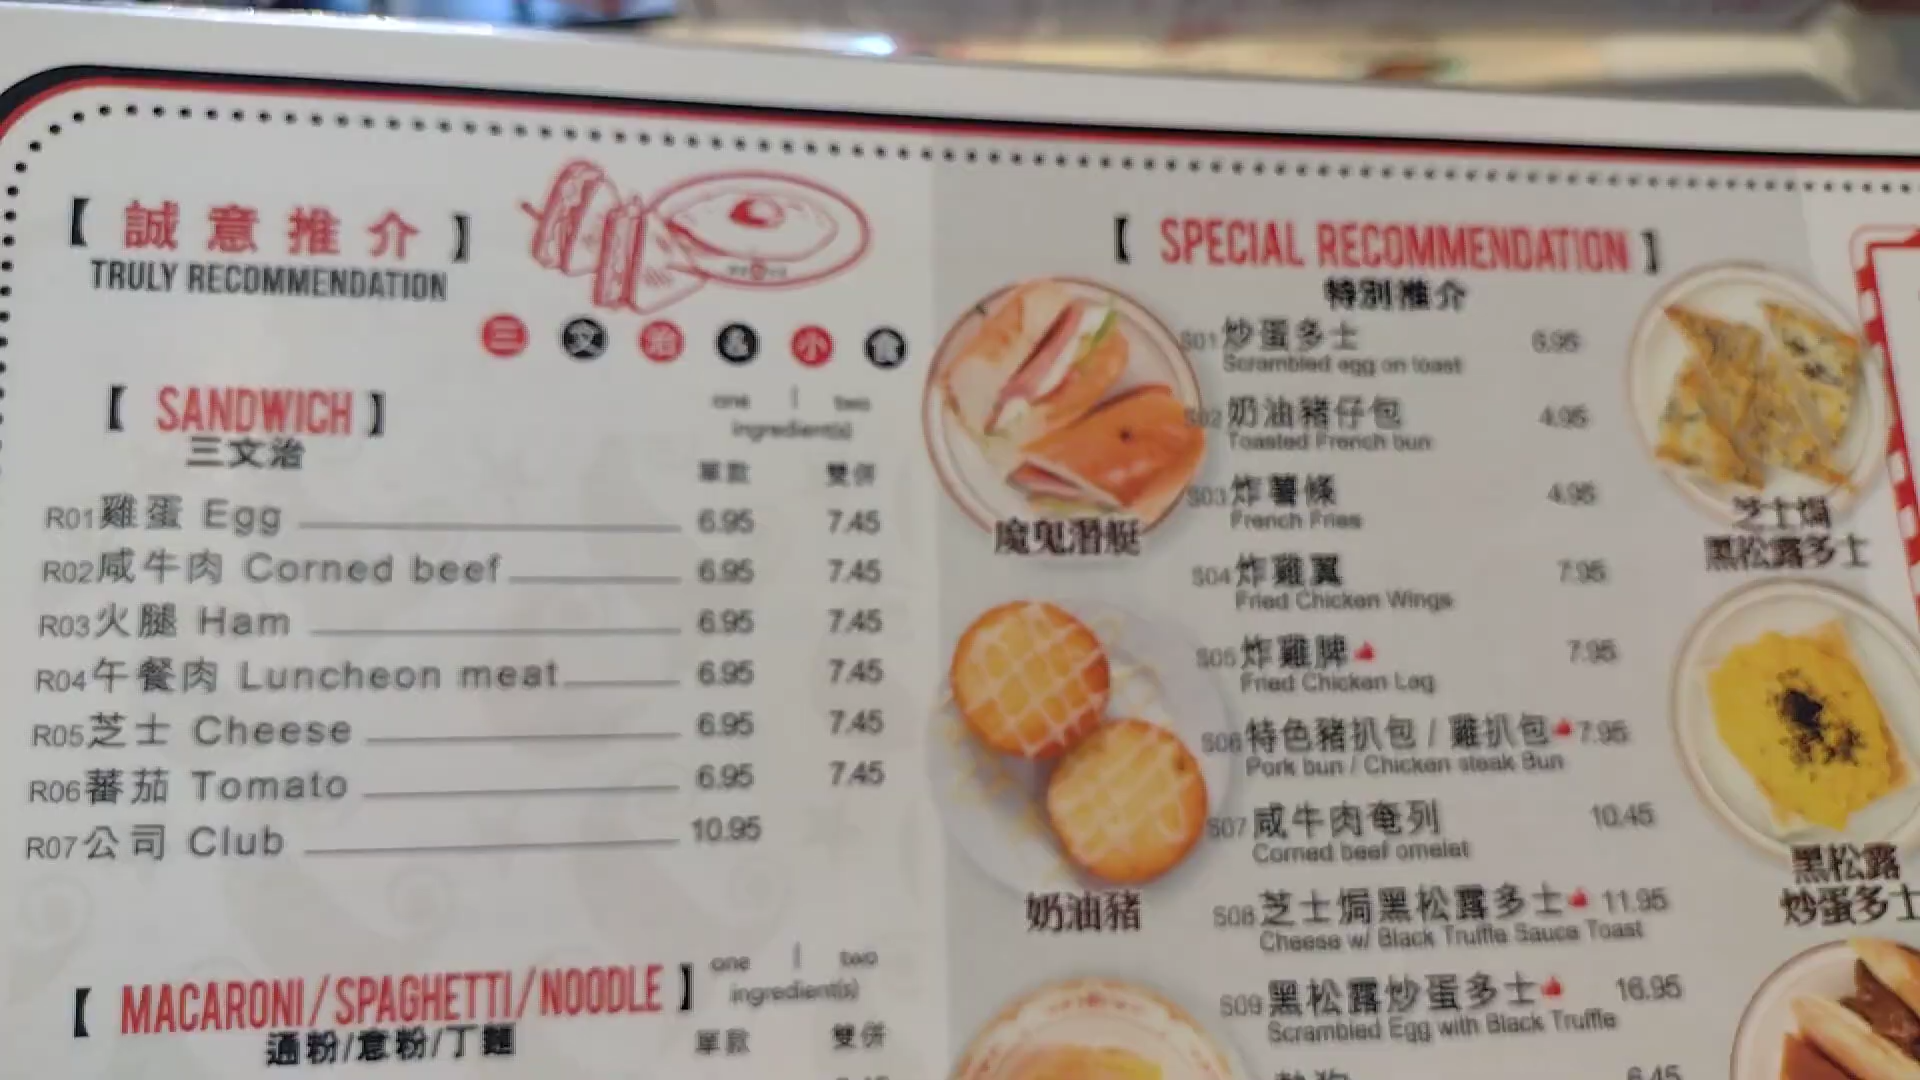 【 誠意推介 】
TRULY RECOMMENDATION
三文治&小食
【 SANDWICH 】
三文治
one | two
ingredient(s)
單款 雙併
R01雞蛋 Egg 6.95 7.45
R02咸牛肉 Corned beef 6.95 7.45
R03火腿 Ham 6.95 7.45
R04午餐肉 Luncheon meat 6.95 7.45
R05芝士 Cheese 6.95 7.45
R06蕃茄 Tomato 6.95 7.45
R07公司 Club 10.95
【 MACARONI/SPAGHETTI/NOODLE 】
通粉/意粉/丁麵
one | two
ingredient(s)
單款 雙併
【 SPECIAL RECOMMENDATION 】
特別推介
S01炒蛋多士 6.95
Scrambled egg on toast
S02奶油豬仔包 4.95
Toasted French bun
S03炸薯條 4.95
French Fries
S04炸雞翼 7.95
Fried Chicken Wings
S05炸雞脾 7.95
Fried Chicken Leg
S06特色豬扒包 / 雞扒包 7.95
Pork bun / Chicken steak Bun
S07咸牛肉奄列 10.45
Corned beef omelet
S08芝士焗黑松露多士 11.95
Cheese w/ Black Truffle Sauce Toast
S09黑松露炒蛋多士 16.95
Scrambled Egg with Black Truffle
6.45
魔鬼潛艇
奶油豬
芝士焗
黑松露多士
黑松露
炒蛋多士